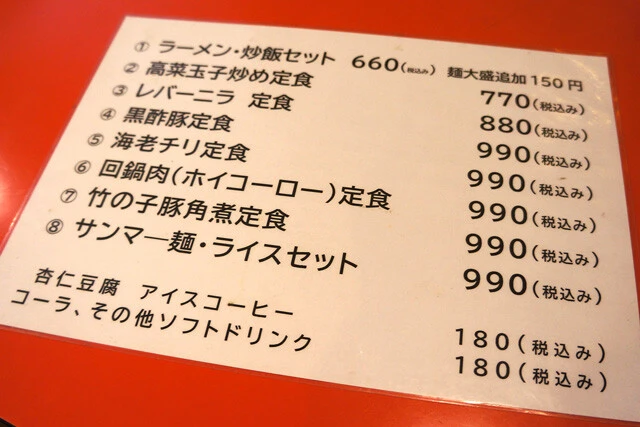 ① ラーメン・炒飯セット 660(税込み) 麺大盛追加150円
② 高菜玉子炒め定食 770(税込み)
③ レバーニラ 定食 880(税込み)
④ 黒酢豚定食 990(税込み)
⑤ 海老チリ定食 990(税込み)
⑥ 回鍋肉(ホイコーロー)定食 990(税込み)
⑦ 竹の子豚角煮定食 990(税込み)
⑧ サンマー麺・ライスセット 990(税込み)
杏仁豆腐 アイスコーヒー 180(税込み)
コーラ、その他ソフトドリンク 180(税込み)